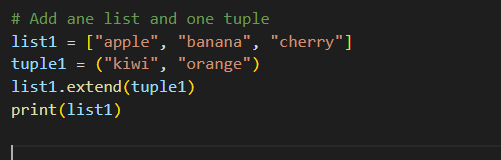 # Add ane list and one tuple
list1 = ["apple", "banana", "cherry"]
tuple1 = ("kiwi", "orange")
list1.extend(tuple1)
print(list1)